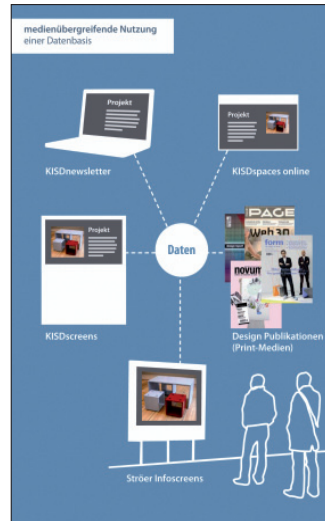 medienübergreifende Nutzung
einer Datenbasis
Projekt
KISDnewsletter
Projekt
KISDspaces online
Projekt
KISDscreens
Daten
PAGE
Web 3.0
form
novum
Design Publikationen
(Print-Medien)
Ströer Infoscreens